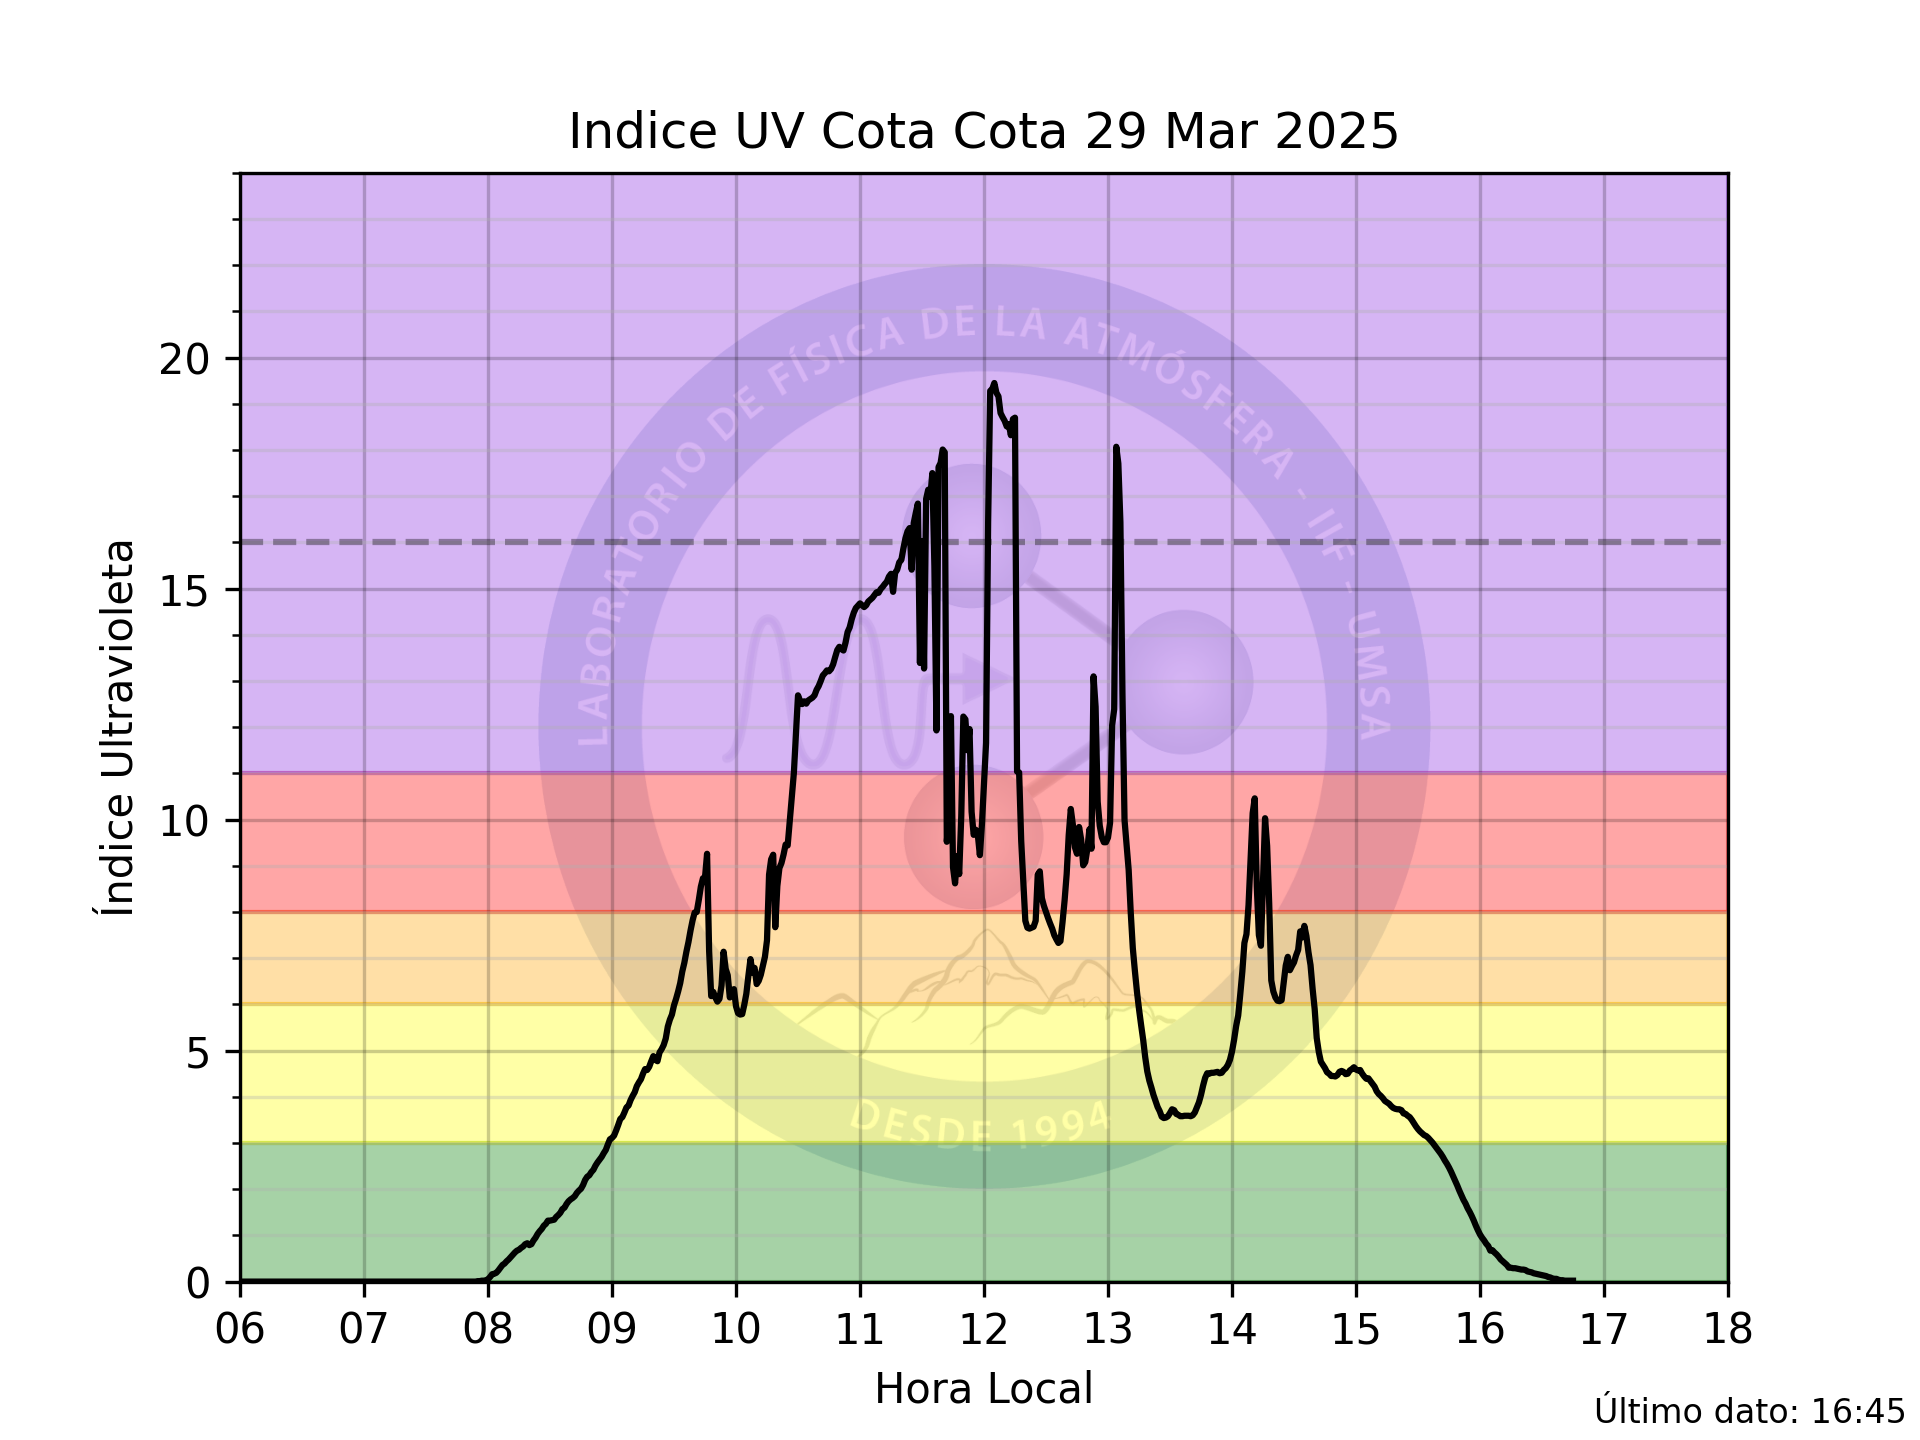 Indice UV Cota Cota 29 Mar 2025
LABORATORIO DE FÍSICA DE LA ATMÓSFERA - IIF - UMSA
DESDE 1994
Índice Ultravioleta
20
15
10
5
0
06 07 08 09 10 11 12 13 14 15 16 17 18
Hora Local
Último dato: 16:45